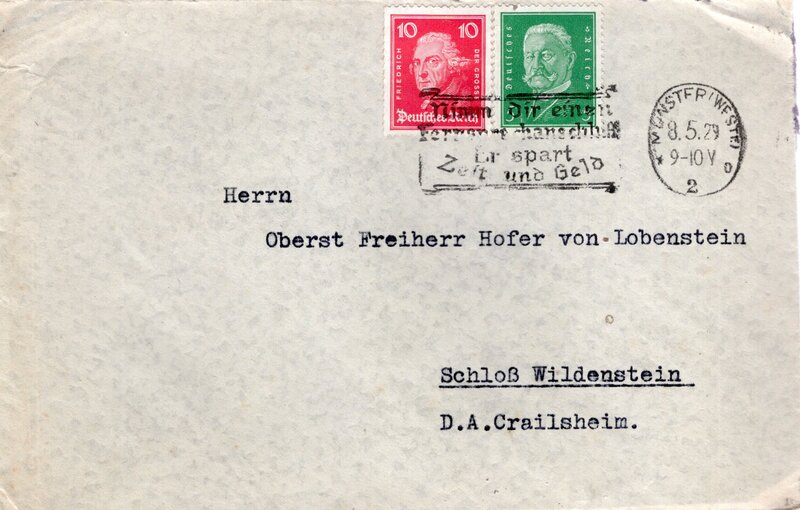 10 10
FRIEDRICH DER GROSSE
Deutsches Reich
Deutsches Reich
Nimm dir einen
Fernsprechanschluß
Er spart
Zeit und Geld
MÜNSTER (WESTF)
8.5.29
9-10 V
* 2 o
Herrn
Oberst Freiherr Hofer von Lobenstein
Schloß Wildenstein
D.A.Crailsheim.